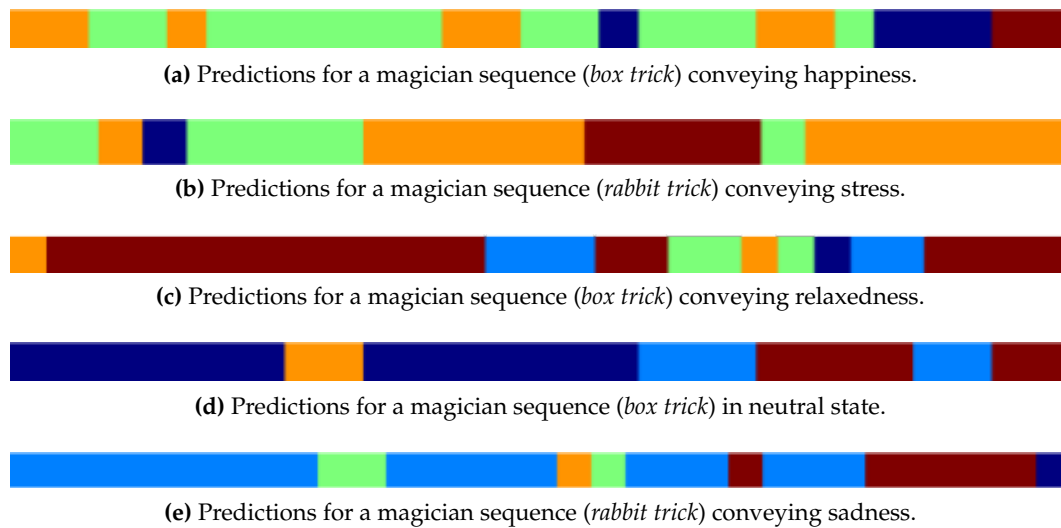 (a) Predictions for a magician sequence (box trick) conveying happiness.
(b) Predictions for a magician sequence (rabbit trick) conveying stress.
(c) Predictions for a magician sequence (box trick) conveying relaxedness.
(d) Predictions for a magician sequence (box trick) in neutral state.
(e) Predictions for a magician sequence (rabbit trick) conveying sadness.